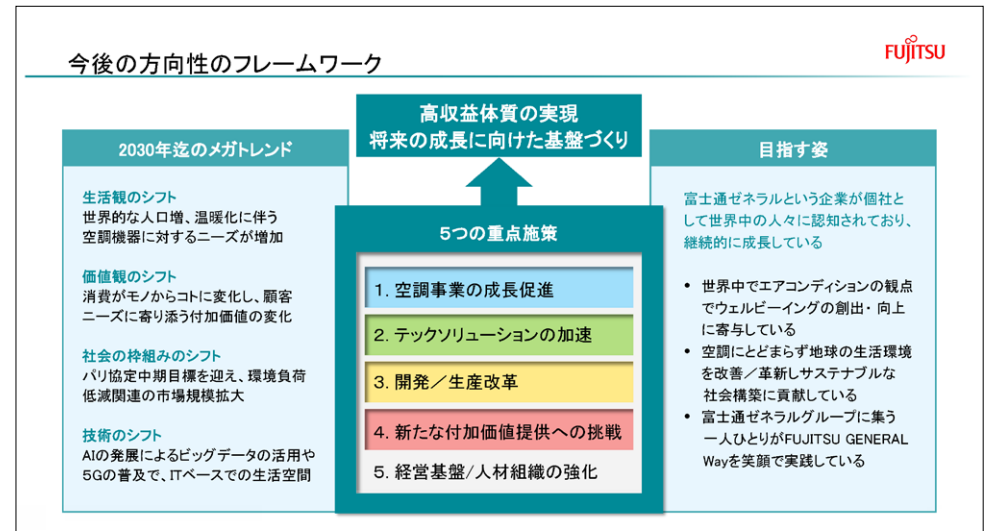 今後の方向性のフレームワーク
FUJITSU
高収益体質の実現
将来の成長に向けた基盤づくり
2030年迄のメガトレンド
生活観のシフト
世界的な人口増、温暖化に伴う
空調機器に対するニーズが増加
価値観のシフト
消費がモノからコトに変化し、顧客
ニーズに寄り添う付加価値の変化
社会の枠組みのシフト
パリ協定中期目標を迎え、環境負荷
低減関連の市場規模拡大
技術のシフト
AIの発展によるビッグデータの活用や
5Gの普及で、ITベースでの生活空間
5つの重点施策
1. 空調事業の成長促進
2. テックソリューションの加速
3. 開発／生産改革
4. 新たな付加価値提供への挑戦
5. 経営基盤/人材組織の強化
目指す姿
富士通ゼネラルという企業が個社と
して世界中の人々に認知されており、
継続的に成長している
• 世界中でエアコンディションの観点
でウェルビーイングの創出・向上
に寄与している
• 空調にとどまらず地球の生活環境
を改善／革新しサステナブルな
社会構築に貢献している
• 富士通ゼネラルグループに集う
一人ひとりがFUJITSU GENERAL
Wayを笑顔で実践している